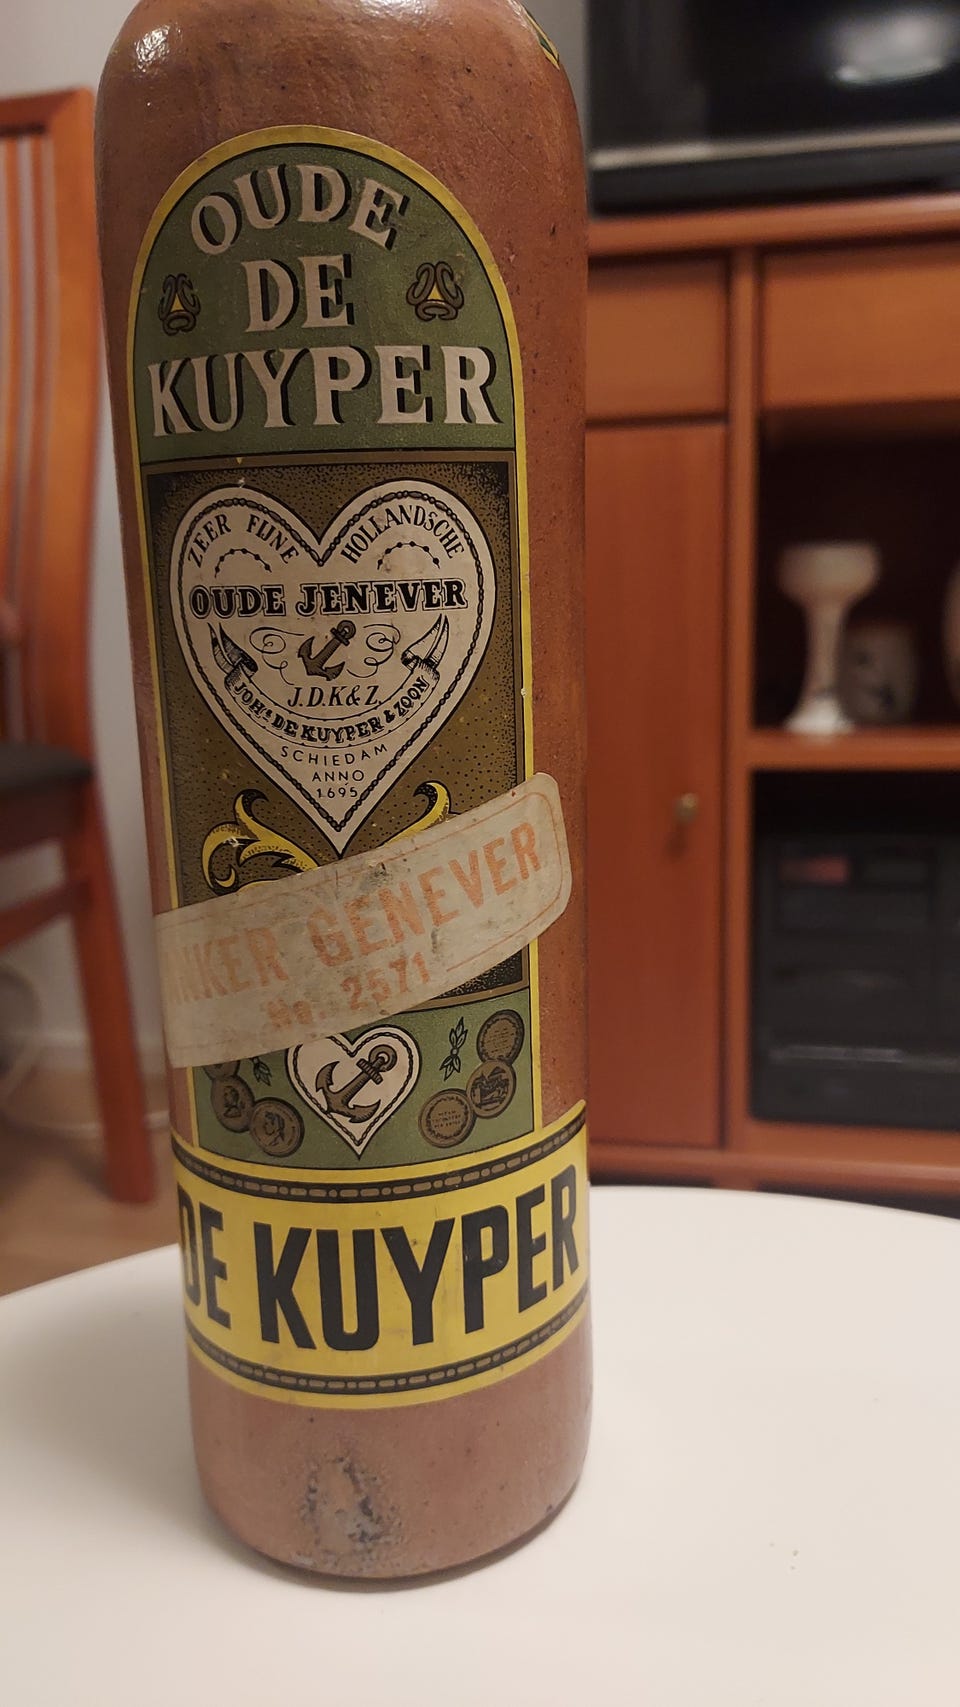 OUDE
DE
KUYPER
ZEER FIJNE HOLLANDSCHE
OUDE JENEVER
J.D.K&Z.
JOHS DE KUYPER & ZOON
SCHIEDAM
ANNO
1695
GENEVER
No. 2571
DE KUYPER